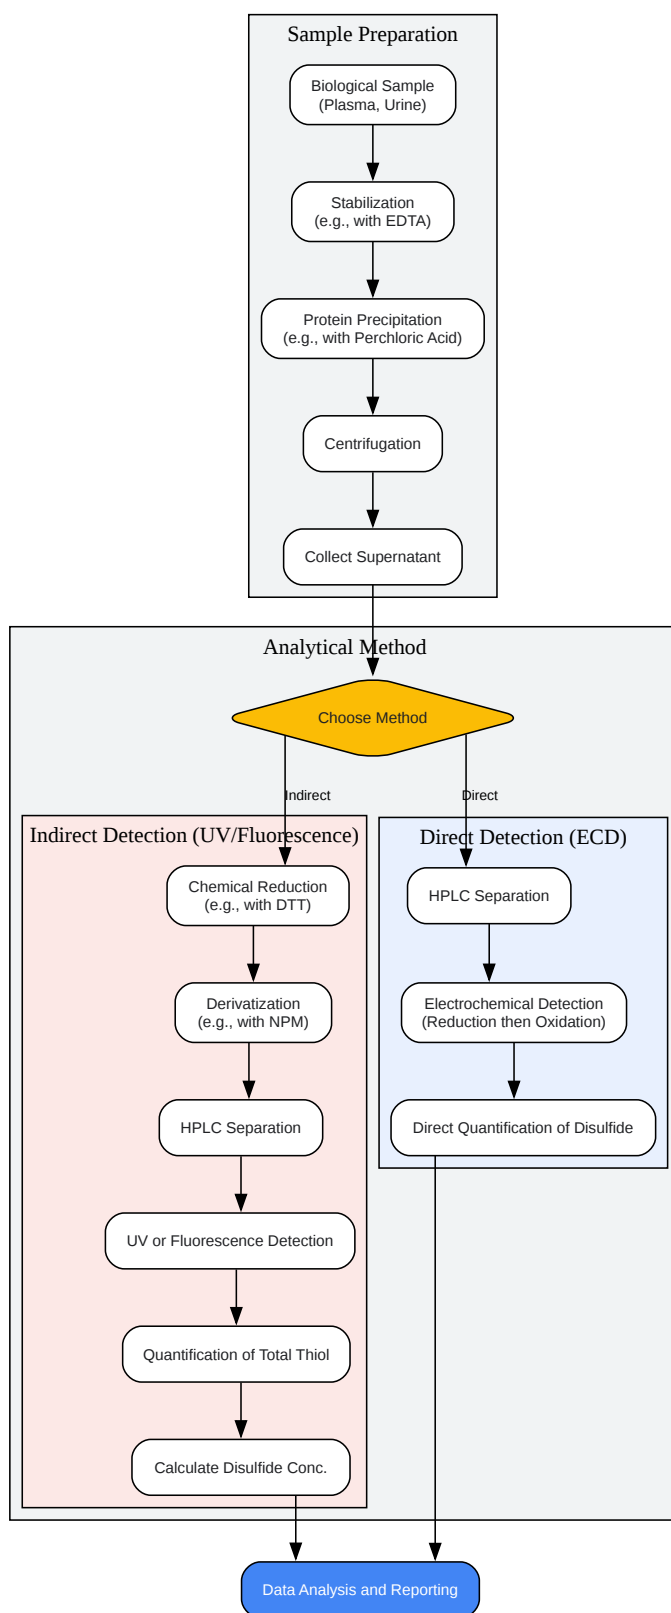 Sample Preparation
Biological Sample
(Plasma, Urine)
Stabilization
(e.g., with EDTA)
Protein Precipitation
(e.g., with Perchloric Acid)
Centrifugation
Collect Supernatant
Analytical Method
Choose Method
Indirect
Direct
Indirect Detection (UV/Fluorescence)
Chemical Reduction
(e.g., with DTT)
Derivatization
(e.g., with NPM)
HPLC Separation
UV or Fluorescence Detection
Quantification of Total Thiol
Calculate Disulfide Conc.
Direct Detection (ECD)
HPLC Separation
Electrochemical Detection
(Reduction then Oxidation)
Direct Quantification of Disulfide
Data Analysis and Reporting